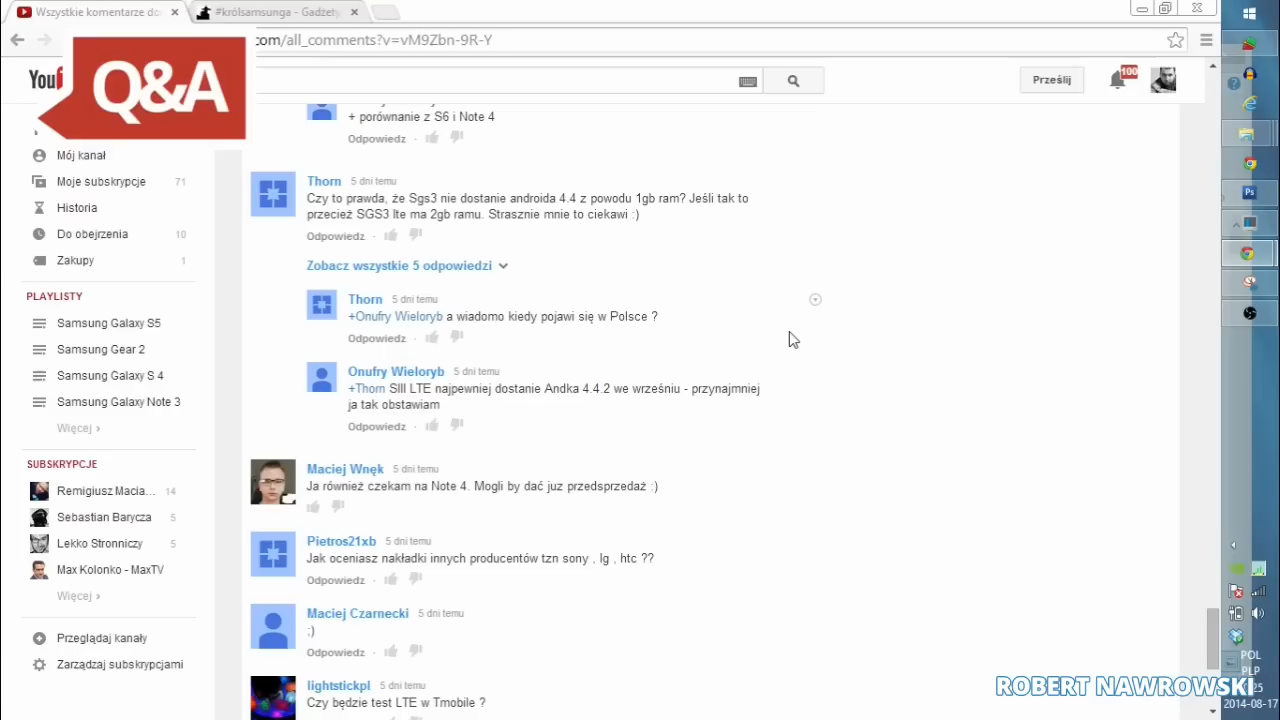 Wszystkie komentarze do
#królsamsunga - Gadżety
com/all_comments?v=vM9Zbn-9R-Y
You
Q&A
Prześlij
100
Mój kanał
Moje subskrypcje 71
Historia
Do obejrzenia 10
Zakupy 1
PLAYLISTY
Samsung Galaxy S5
Samsung Gear 2
Samsung Galaxy S 4
Samsung Galaxy Note 3
Więcej ›
SUBSKRYPCJE
Remigiusz Macia... 14
Sebastian Barycza 5
Lekko Stronniczy 5
Max Kolonko - MaxTV
Więcej ›
Przeglądaj kanały
Zarządzaj subskrypcjami
+ porównanie z S6 i Note 4
Odpowiedz ·
Thorn 5 dni temu
Czy to prawda, że Sgs3 nie dostanie androida 4.4 z powodu 1gb ram? Jeśli tak to
przecież SGS3 lte ma 2gb ramu. Strasznie mnie to ciekawi :)
Odpowiedz ·
Zobacz wszystkie 5 odpowiedzi
Thorn 5 dni temu
+Onufry Wieloryb a wiadomo kiedy pojawi się w Polsce ?
Odpowiedz ·
Onufry Wieloryb 5 dni temu
+Thorn SIII LTE najpewniej dostanie Andka 4.4.2 we wrześniu - przynajmniej
ja tak obstawiam
Odpowiedz ·
Maciej Wnęk 5 dni temu
Ja również czekam na Note 4. Mogli by dać juz przedsprzedaż :)
Pietros21xb 5 dni temu
Jak oceniasz nakładki innych producentów tzn sony , lg , htc ??
Odpowiedz ·
Maciej Czarnecki 5 dni temu
;)
Odpowiedz ·
lightstickpl 5 dni temu
Czy będzie test LTE w Tmobile ?
POL
PLP
ROBERT NAWROWSKI
2014-08-17